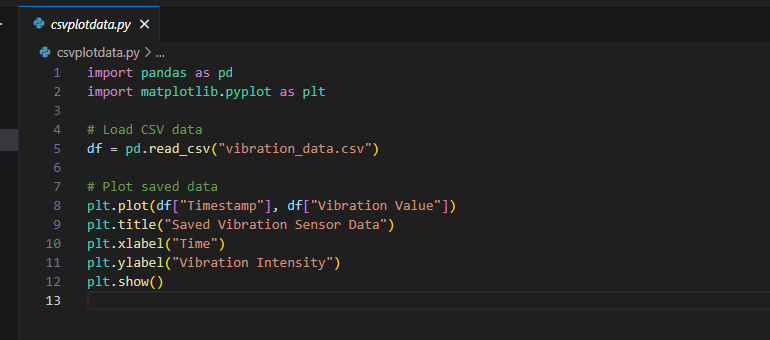 csvplotdata.py
csvplotdata.py > ...
1 import pandas as pd
2 import matplotlib.pyplot as plt
3
4 # Load CSV data
5 df = pd.read_csv("vibration_data.csv")
6
7 # Plot saved data
8 plt.plot(df["Timestamp"], df["Vibration Value"])
9 plt.title("Saved Vibration Sensor Data")
10 plt.xlabel("Time")
11 plt.ylabel("Vibration Intensity")
12 plt.show()
13